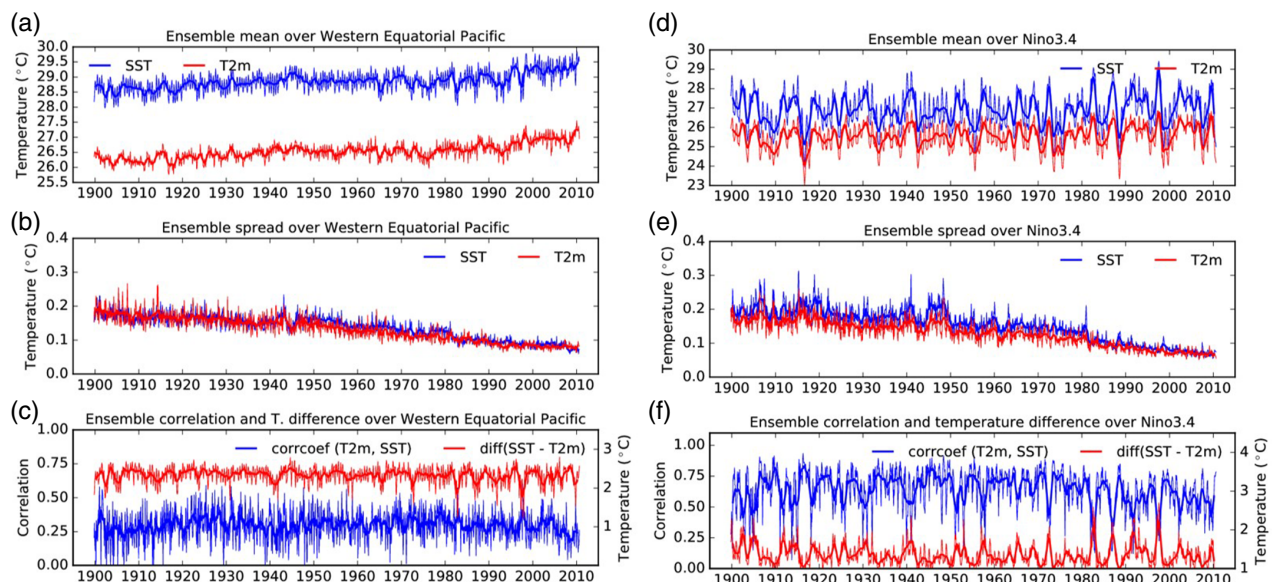 (a)
Ensemble mean over Western Equatorial Pacific
Temperature (°C)
30.0
29.5
29.0
28.5
28.0
27.5
27.0
26.5
26.0
25.5
SST
T2m
1900 1910 1920 1930 1940 1950 1960 1970 1980 1990 2000 2010
(b)
Ensemble spread over Western Equatorial Pacific
Temperature (°C)
0.4
0.3
0.2
0.1
0.0
SST
T2m
1900 1910 1920 1930 1940 1950 1960 1970 1980 1990 2000 2010
(c)
Ensemble correlation and T. difference over Western Equatorial Pacific
Correlation
1.00
0.75
0.50
0.25
0.00
corrcoef (T2m, SST)
diff(SST - T2m)
3
2
1
Temperature (°C)
1900 1910 1920 1930 1940 1950 1960 1970 1980 1990 2000 2010
(d)
Ensemble mean over Nino3.4
Temperature (°C)
30
29
28
27
26
25
24
23
SST
T2m
1900 1910 1920 1930 1940 1950 1960 1970 1980 1990 2000 2010
(e)
Ensemble spread over Nino3.4
Temperature (°C)
0.4
0.3
0.2
0.1
0.0
SST
T2m
1900 1910 1920 1930 1940 1950 1960 1970 1980 1990 2000 2010
(f)
Ensemble correlation and temperature difference over Nino3.4
Correlation
1.00
0.75
0.50
0.25
0.00
corrcoef (T2m, SST)
diff(SST - T2m)
4
3
2
1
Temperature (°C)
1900 1910 1920 1930 1940 1950 1960 1970 1980 1990 2000 2010